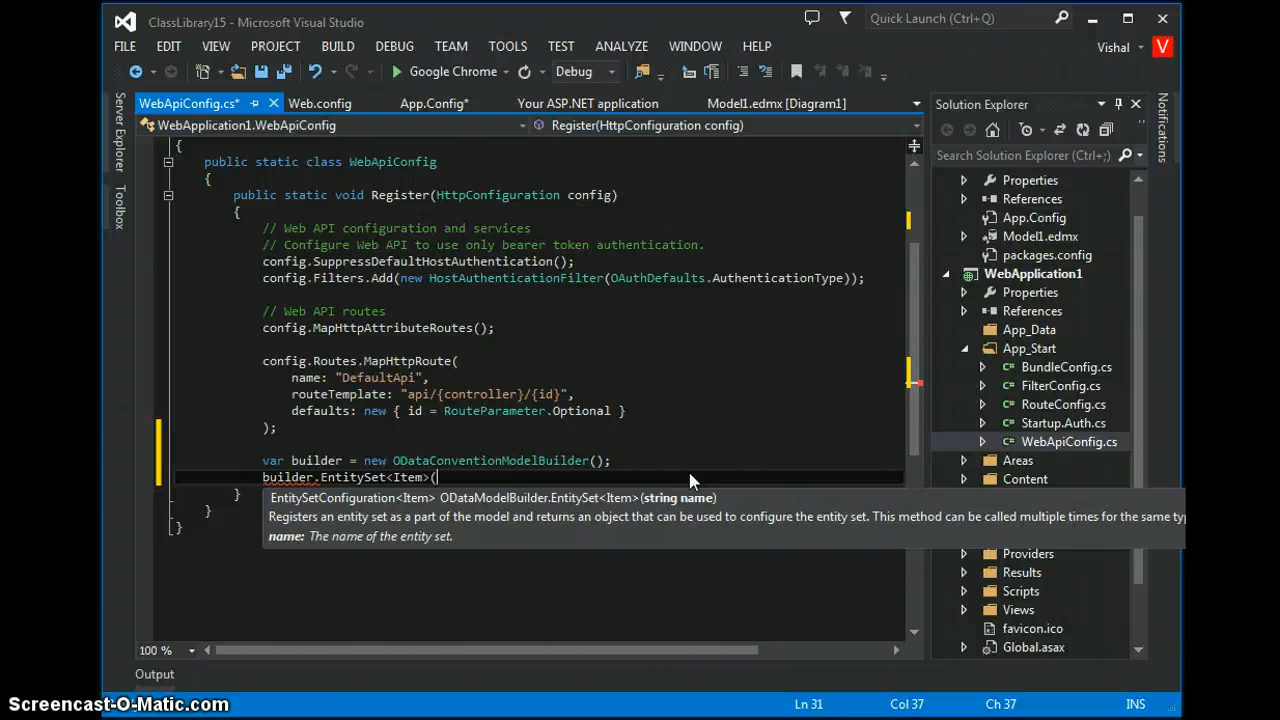 ClassLibrary15 - Microsoft Visual Studio
Quick Launch (Ctrl+Q)
FILE EDIT VIEW PROJECT BUILD DEBUG TEAM TOOLS TEST ANALYZE WINDOW HELP
Vishal V
Google Chrome Debug
Server Explorer
Toolbox
WebApiConfig.cs* Web.config App.Config* Your ASP.NET application Model1.edmx [Diagram1]
WebApplication1.WebApiConfig Register(HttpConfiguration config)
{
public static class WebApiConfig
{
public static void Register(HttpConfiguration config)
{
// Web API configuration and services
// Configure Web API to use only bearer token authentication.
config.SuppressDefaultHostAuthentication();
config.Filters.Add(new HostAuthenticationFilter(OAuthDefaults.AuthenticationType));
// Web API routes
config.MapHttpAttributeRoutes();
config.Routes.MapHttpRoute(
name: "DefaultApi",
routeTemplate: "api/{controller}/{id}",
defaults: new { id = RouteParameter.Optional }
);
var builder = new ODataConventionModelBuilder();
builder.EntitySet<Item>(
}
EntitySetConfiguration<Item> ODataModelBuilder.EntitySet<Item>(string name)
}
Registers an entity set as a part of the model and returns an object that can be used to configure the entity set. This method can be called multiple times for the same
}
name: The name of the entity set.
100 %
Output
Solution Explorer
Search Solution Explorer (Ctrl+;)
Properties
References
App.Config
Model1.edmx
packages.config
WebApplication1
Properties
References
App_Data
App_Start
BundleConfig.cs
FilterConfig.cs
RouteConfig.cs
Startup.Auth.cs
WebApiConfig.cs
Areas
Content
Providers
Results
Scripts
Views
favicon.ico
Global.asax
Notifications
Screencast-O-Matic.com
Ln 31 Col 37 Ch 37 INS